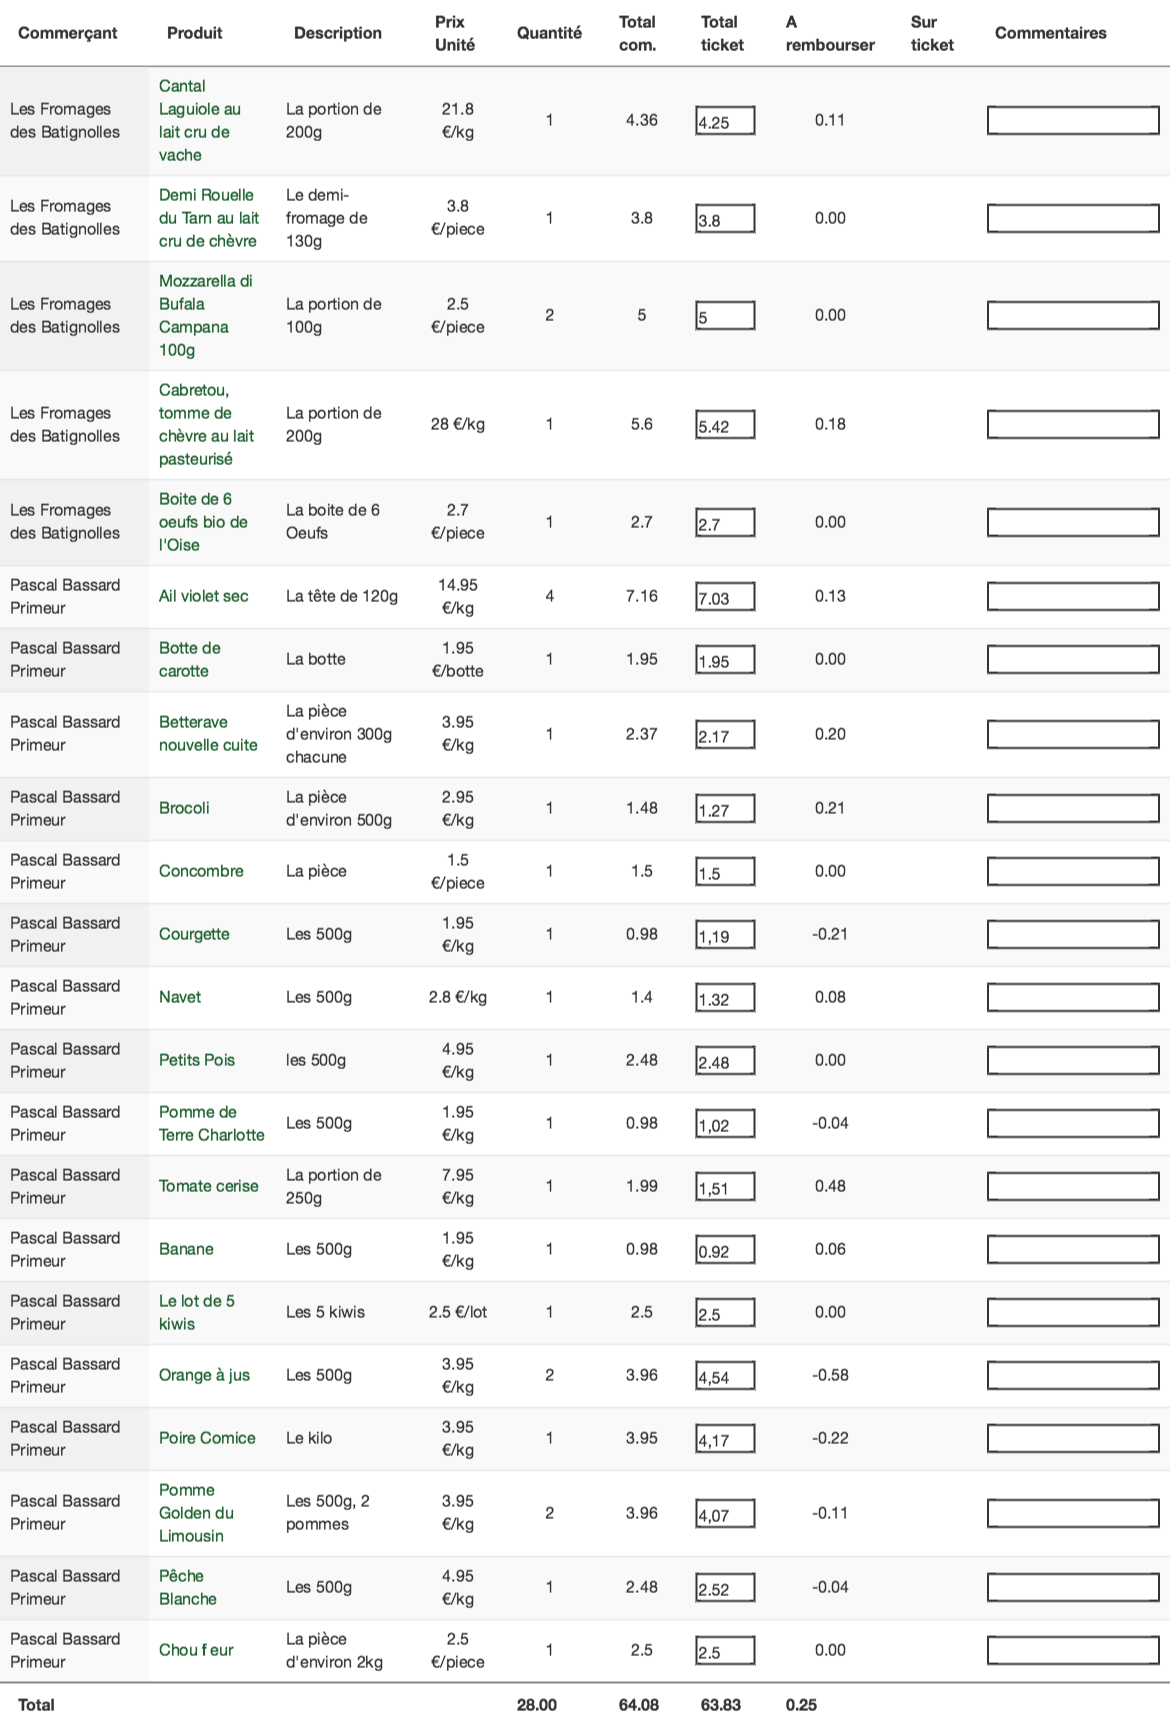 Commerçant Produit Description Prix Unité Quantité Total com. Total ticket A rembourser Sur ticket Commentaires
Les Fromages des Batignolles Cantal Laguiole au lait cru de vache La portion de 200g 21.8 €/kg 1 4.36 4.25 0.11
Les Fromages des Batignolles Demi Rouelle du Tarn au lait cru de chèvre Le demi-fromage de 130g 3.8 €/piece 1 3.8 3.8 0.00
Les Fromages des Batignolles Mozzarella di Bufala Campana 100g La portion de 100g 2.5 €/piece 2 5 5 0.00
Les Fromages des Batignolles Cabretou, tomme de chèvre au lait pasteurisé La portion de 200g 28 €/kg 1 5.6 5.42 0.18
Les Fromages des Batignolles Boite de 6 oeufs bio de l'Oise La boite de 6 Oeufs 2.7 €/piece 1 2.7 2.7 0.00
Pascal Bassard Primeur Ail violet sec La tête de 120g 14.95 €/kg 4 7.16 7.03 0.13
Pascal Bassard Primeur Botte de carotte La botte 1.95 €/botte 1 1.95 1.95 0.00
Pascal Bassard Primeur Betterave nouvelle cuite La pièce d'environ 300g chacune 3.95 €/kg 1 2.37 2.17 0.20
Pascal Bassard Primeur Brocoli La pièce d'environ 500g 2.95 €/kg 1 1.48 1.27 0.21
Pascal Bassard Primeur Concombre La pièce 1.5 €/piece 1 1.5 1.5 0.00
Pascal Bassard Primeur Courgette Les 500g 1.95 €/kg 1 0.98 1,19 -0.21
Pascal Bassard Primeur Navet Les 500g 2.8 €/kg 1 1.4 1.32 0.08
Pascal Bassard Primeur Petits Pois les 500g 4.95 €/kg 1 2.48 2.48 0.00
Pascal Bassard Primeur Pomme de Terre Charlotte Les 500g 1.95 €/kg 1 0.98 1,02 -0.04
Pascal Bassard Primeur Tomate cerise La portion de 250g 7.95 €/kg 1 1.99 1,51 0.48
Pascal Bassard Primeur Banane Les 500g 1.95 €/kg 1 0.98 0.92 0.06
Pascal Bassard Primeur Le lot de 5 kiwis Les 5 kiwis 2.5 €/lot 1 2.5 2.5 0.00
Pascal Bassard Primeur Orange à jus Les 500g 3.95 €/kg 2 3.96 4,54 -0.58
Pascal Bassard Primeur Poire Comice Le kilo 3.95 €/kg 1 3.95 4,17 -0.22
Pascal Bassard Primeur Pomme Golden du Limousin Les 500g, 2 pommes 3.95 €/kg 2 3.96 4,07 -0.11
Pascal Bassard Primeur Pêche Blanche Les 500g 4.95 €/kg 1 2.48 2.52 -0.04
Pascal Bassard Primeur Chou f eur La pièce d'environ 2kg 2.5 €/piece 1 2.5 2.5 0.00
Total 28.00 64.08 63.83 0.25